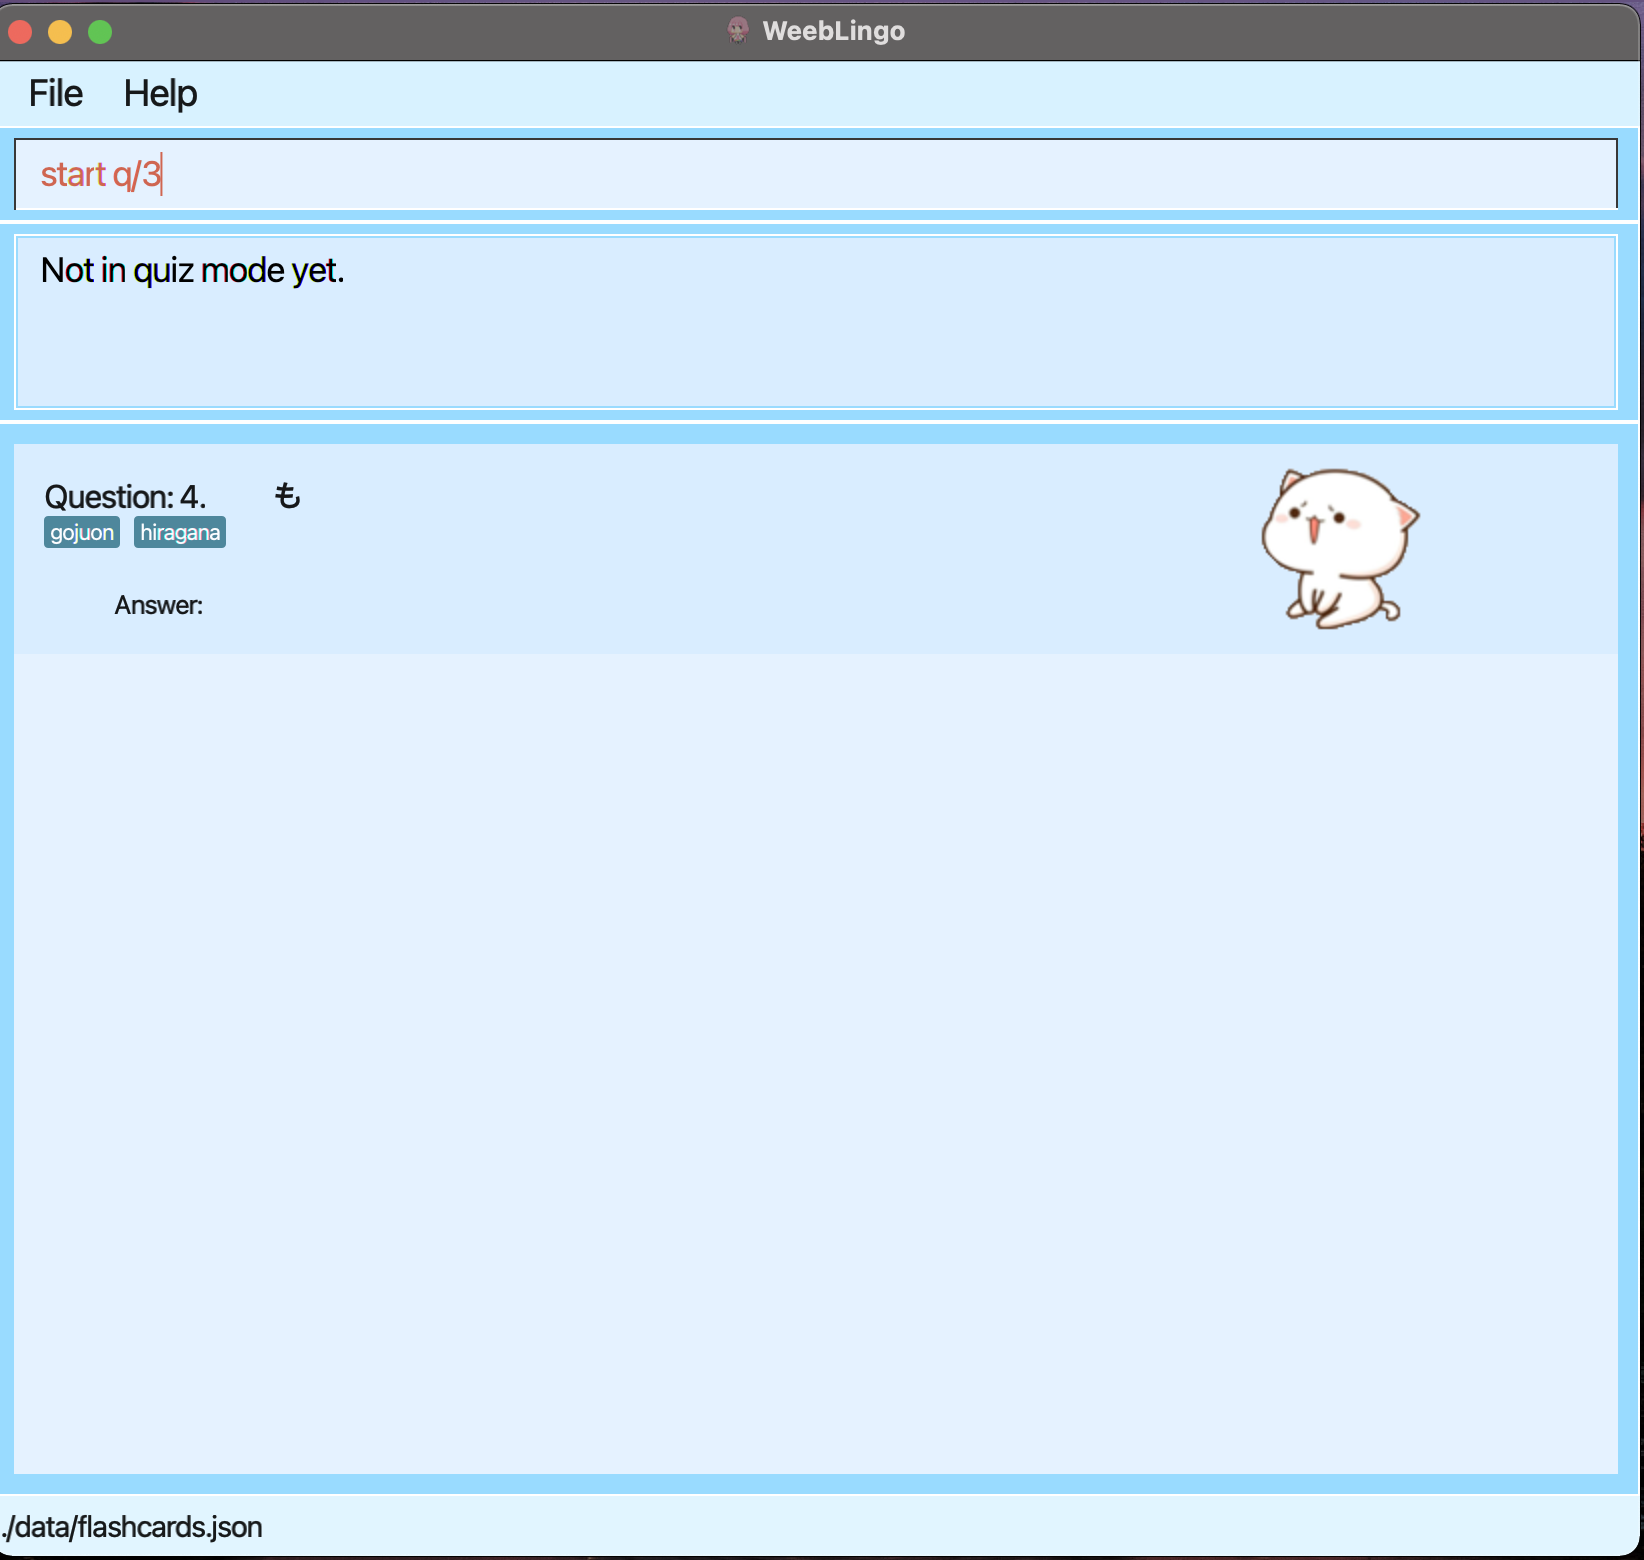 WeebLingo
File Help
start q/3
Not in quiz mode yet.
Question: 4. も
gojuon hiragana
Answer:
./data/flashcards.json